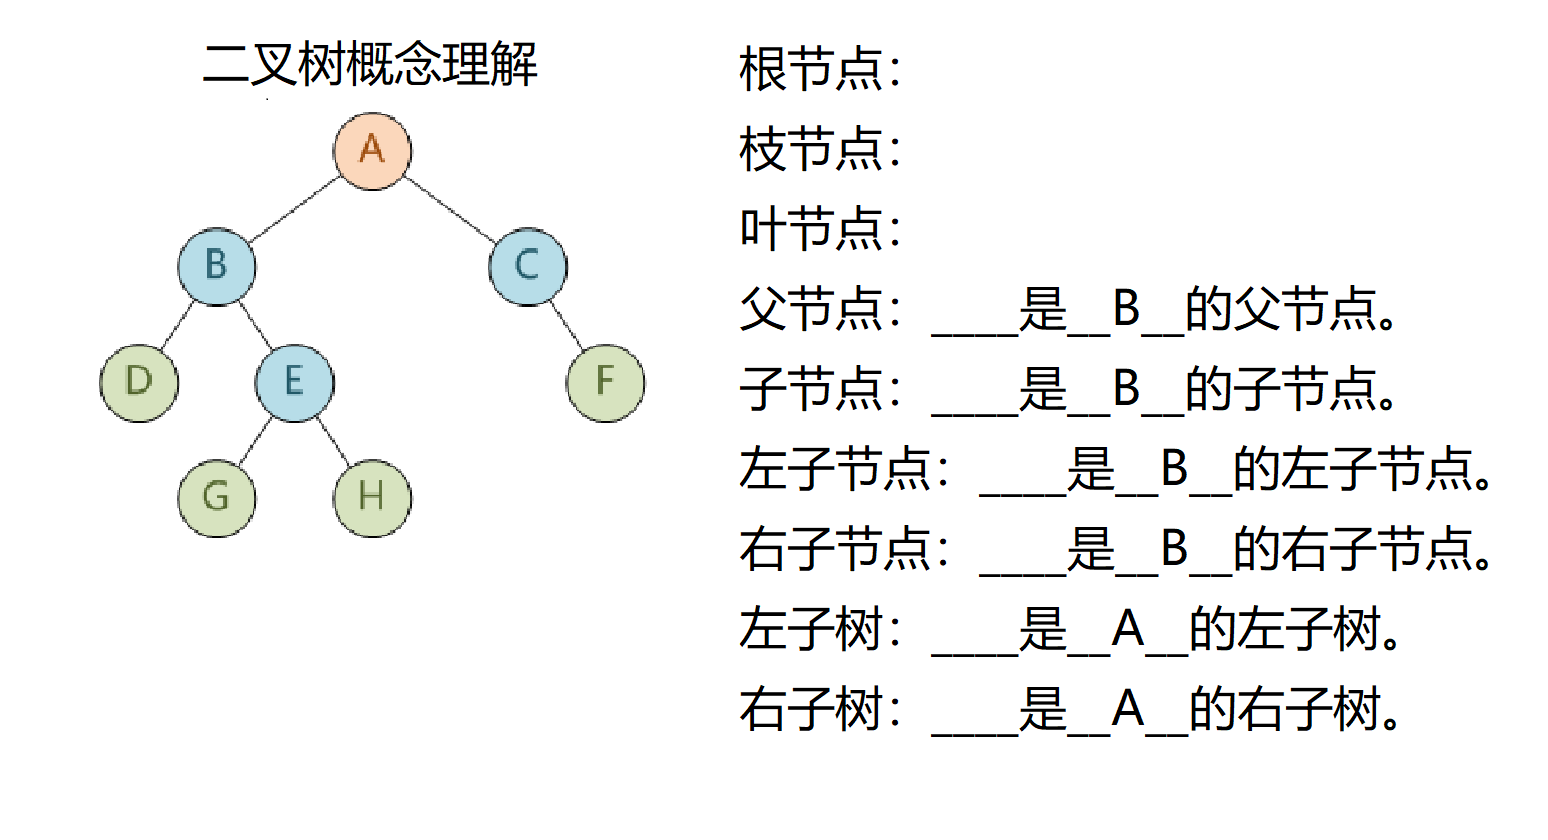 二叉树概念理解
A
B
C
D
E
F
G
H
根节点：
枝节点：
叶节点：
父节点：____是__B__的父节点。
子节点：____是__B__的子节点。
左子节点：____是__B__的左子节点。
右子节点：____是__B__的右子节点。
左子树：____是__A__的左子树。
右子树：____是__A__的右子树。